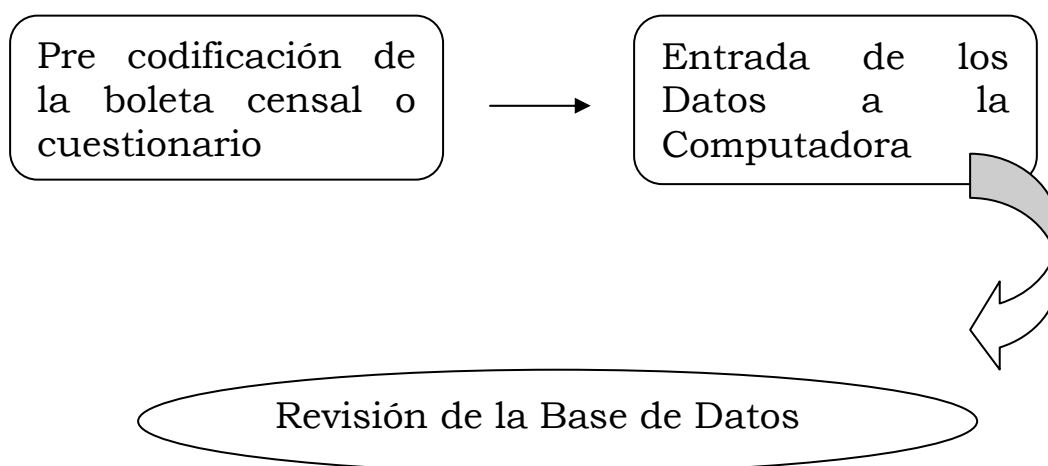 Pre codificación de
la boleta censal o
cuestionario
Entrada de los
Datos a la
Computadora
Revisión de la Base de Datos